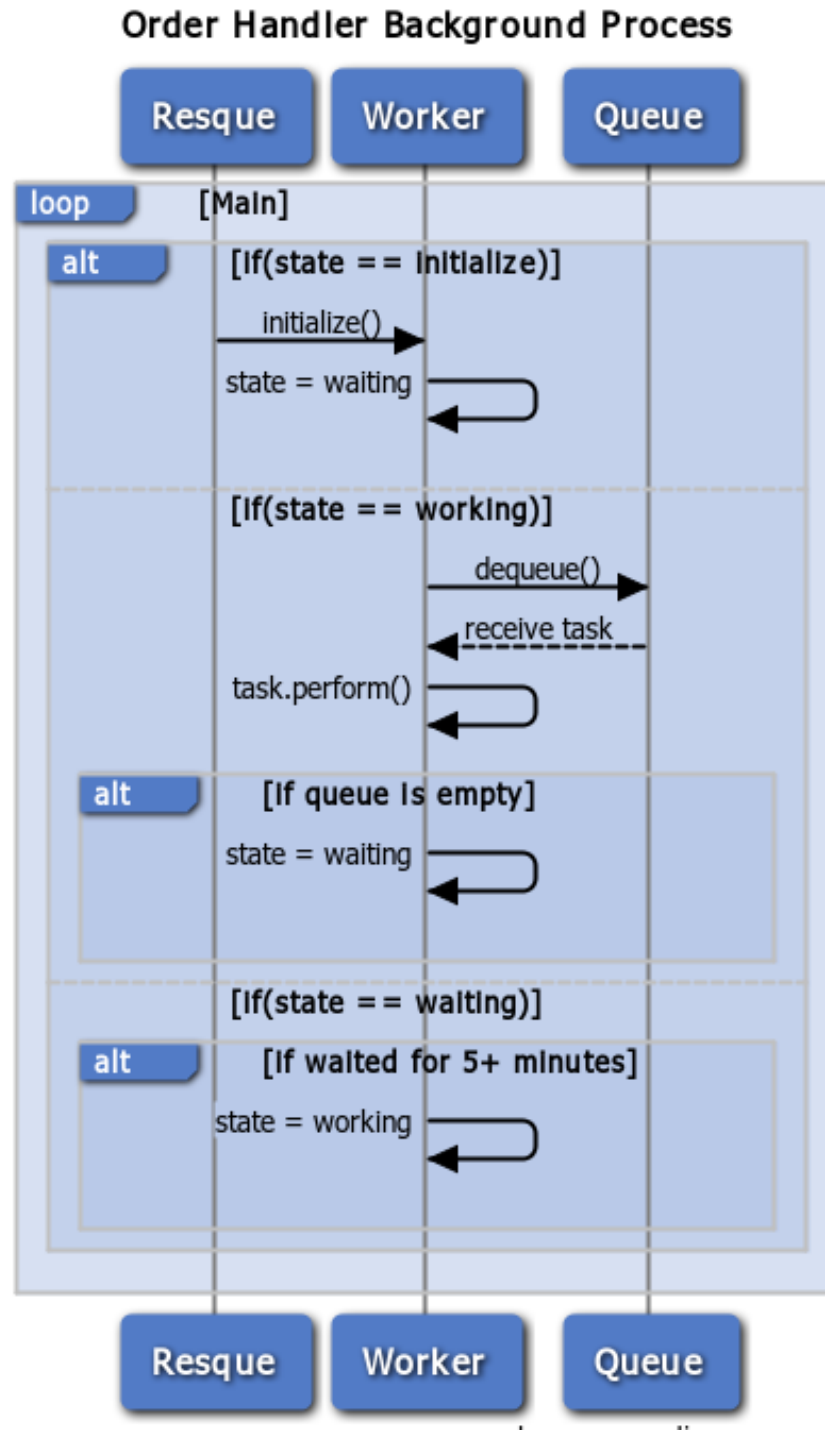 Order Handler Background Process
Resque Worker Queue
loop [Main]
alt [if(state == initialize)]
initialize()
state = waiting
[if(state == working)]
dequeue()
receive task
task.perform()
alt [if queue is empty]
state = waiting
[if(state == waiting)]
alt [if waited for 5+ minutes]
state = working
Resque Worker Queue